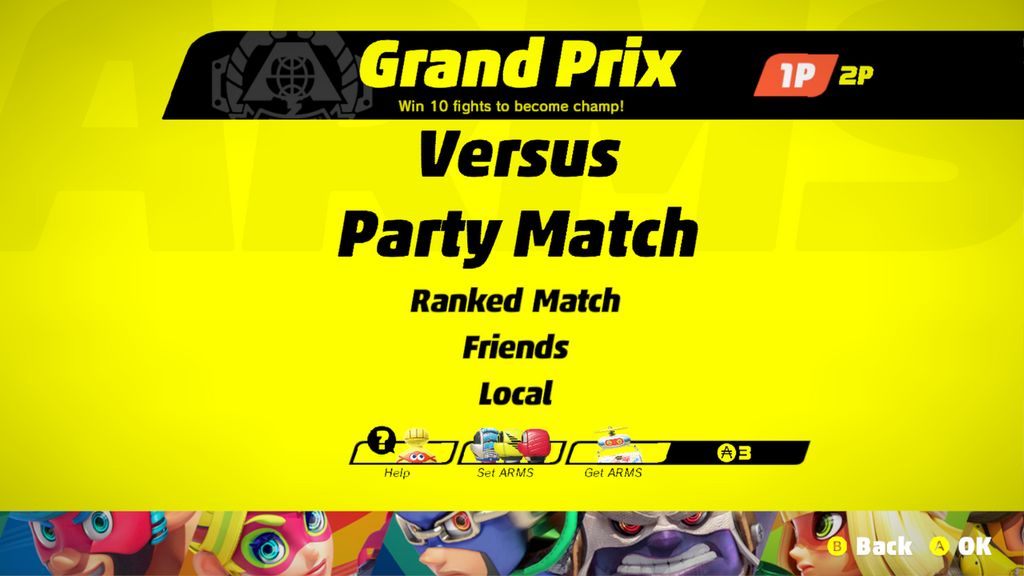 ARMS
Grand Prix
Win 10 fights to become champ!
1P 2P
Versus
Party Match
Ranked Match
Friends
Local
?
3
Help
Set ARMS
Get ARMS
B Back A OK